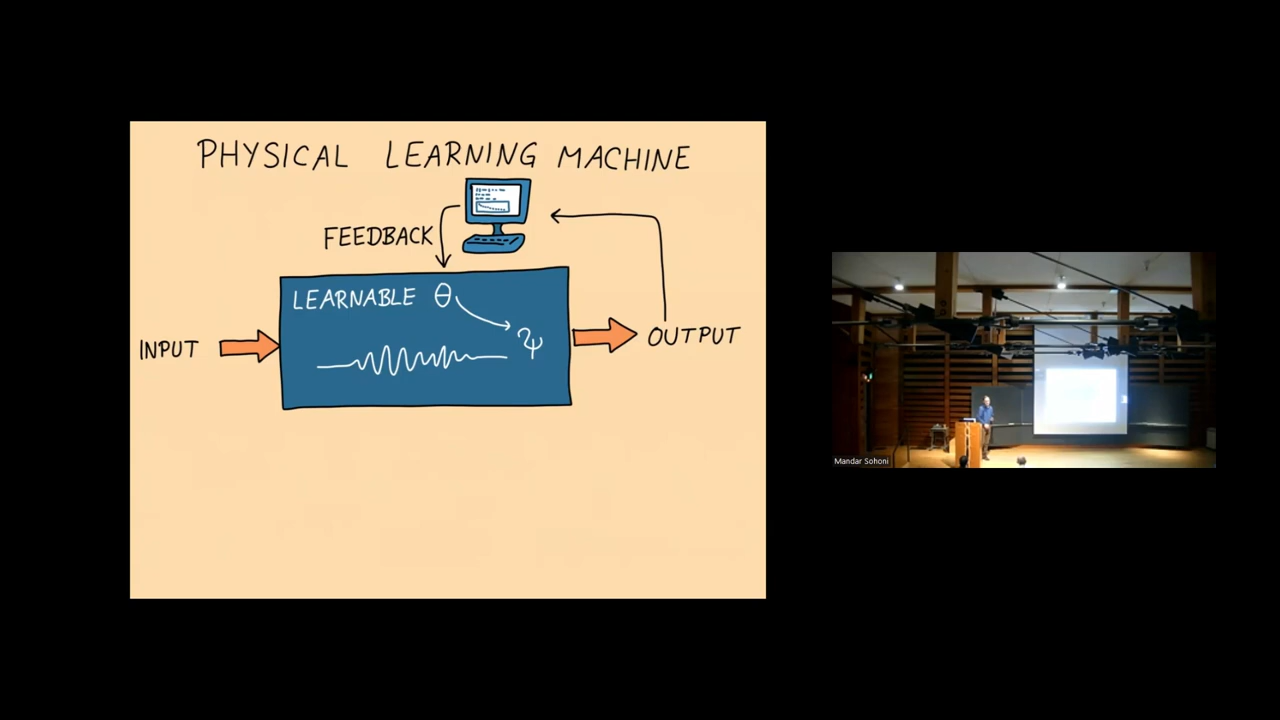 PHYSICAL LEARNING MACHINE
FEEDBACK
LEARNABLE θ
ψ
INPUT
OUTPUT
Mandar Sohoni